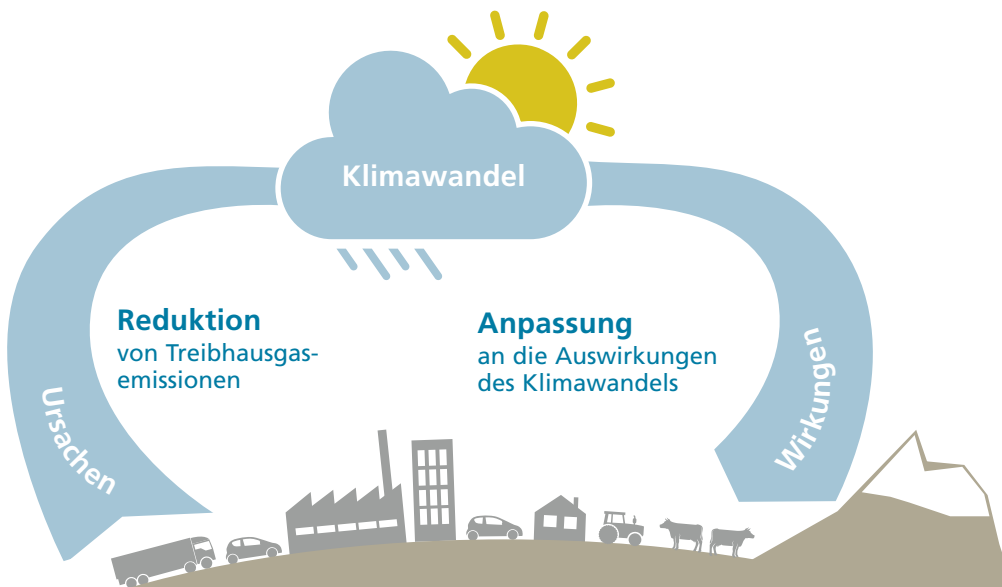 Klimawandel
Reduktion
von Treibhausgas-
emissionen
Anpassung
an die Auswirkungen
des Klimawandels
Ursachen
Wirkungen